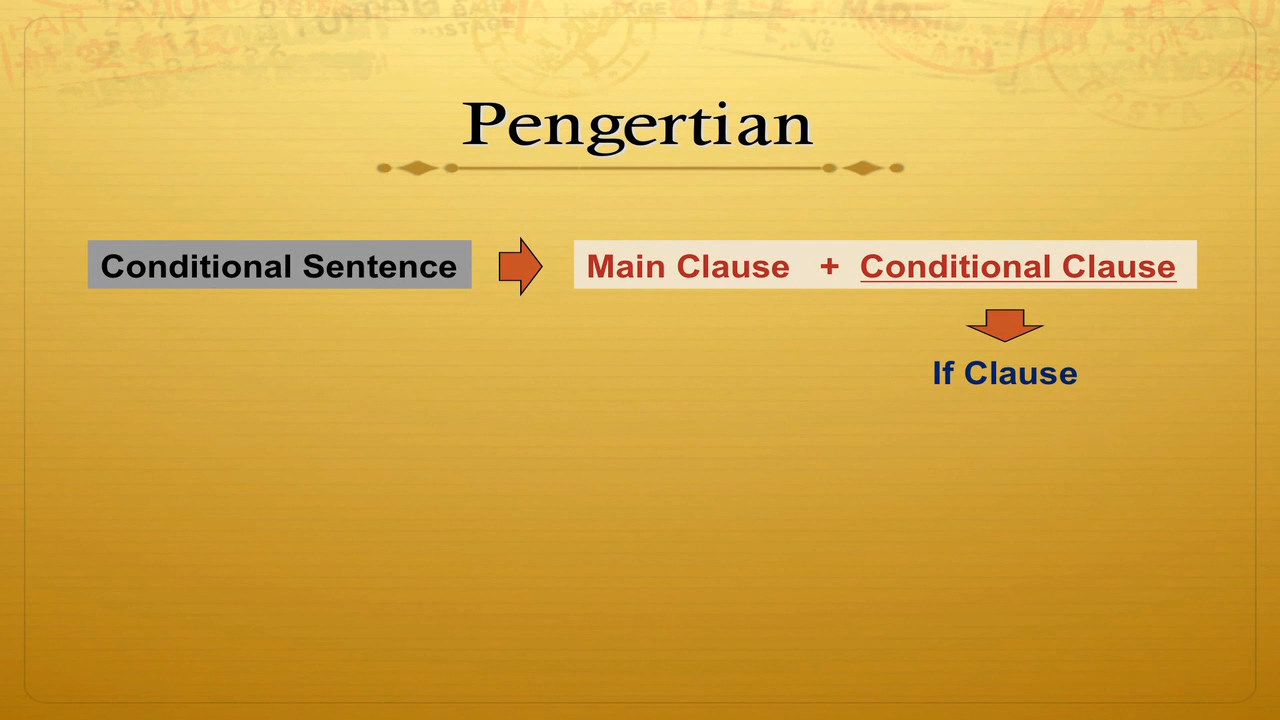 Pengertian
Conditional Sentence
Main Clause + Conditional Clause
If Clause